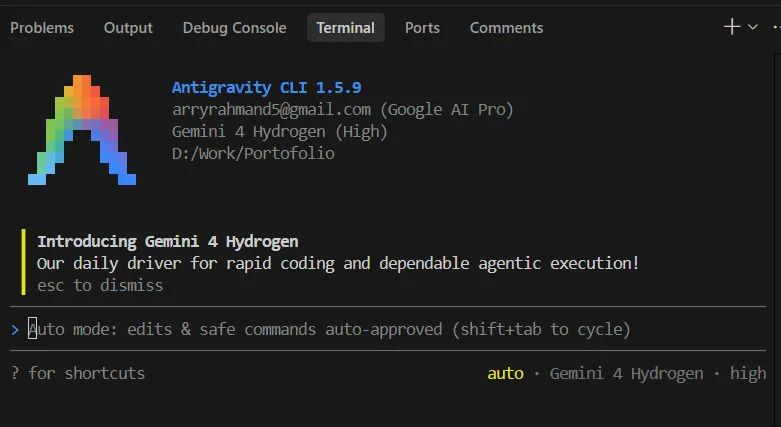 Problems Output Debug Console Terminal Ports Comments
Antigravity CLI 1.5.9
arryrahmand5@gmail.com (Google AI Pro)
Gemini 4 Hydrogen (High)
D:/Work/Portofolio
Introducing Gemini 4 Hydrogen
Our daily driver for rapid coding and dependable agentic execution!
esc to dismiss
> Auto mode: edits & safe commands auto-approved (shift+tab to cycle)
? for shortcuts auto · Gemini 4 Hydrogen · high